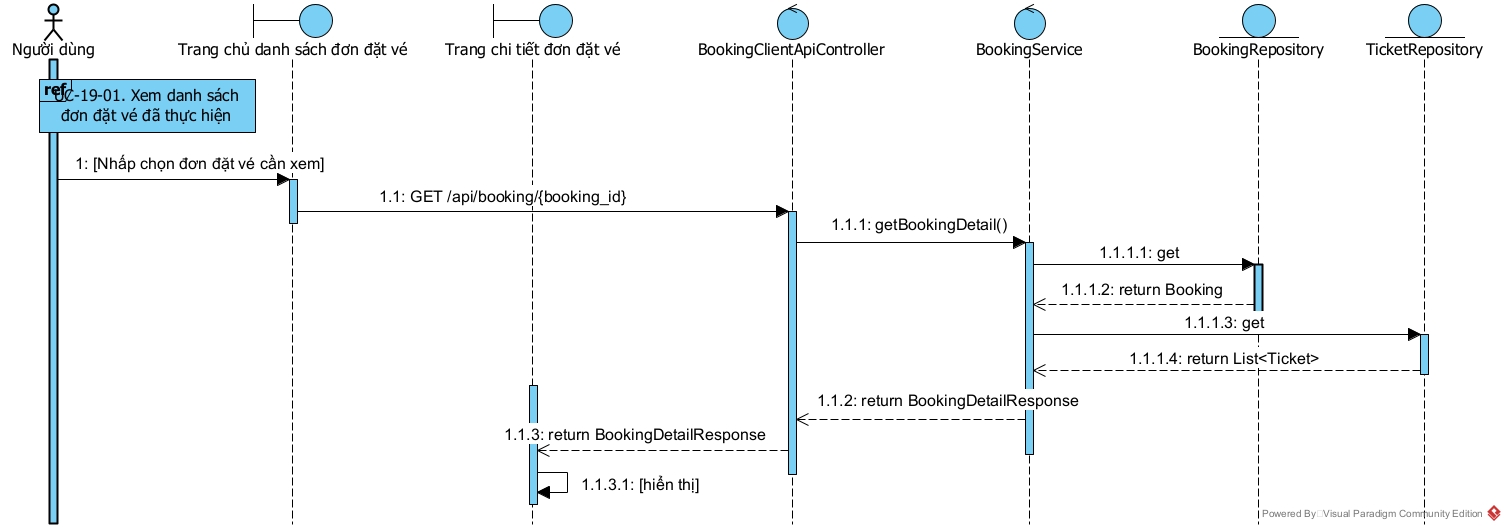 Người dùng
Trang chủ danh sách đơn đặt vé
Trang chi tiết đơn đặt vé
BookingClientApiController
BookingService
BookingRepository
TicketRepository
ref
UC-19-01. Xem danh sách
đơn đặt vé đã thực hiện
1: [Nhấp chọn đơn đặt vé cần xem]
1.1: GET /api/booking/{booking_id}
1.1.1: getBookingDetail()
1.1.1.1: get
1.1.1.2: return Booking
1.1.1.3: get
1.1.1.4: return List<Ticket>
1.1.2: return BookingDetailResponse
1.1.3: return BookingDetailResponse
1.1.3.1: [hiển thị]
Powered By Visual Paradigm Community Edition